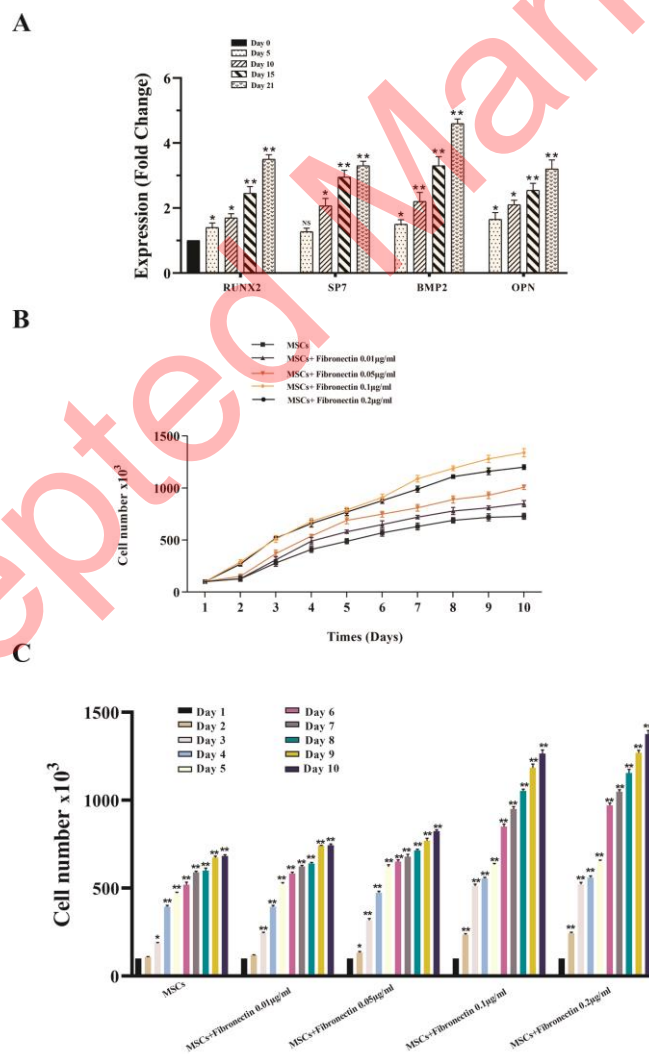 A
Day 0
Day 5
Day 10
Day 15
Day 21
Expression (Fold Change)
6
4
2
0
* * ** **
NS * ** **
* ** ** **
* * ** **
RUNX2 SP7 BMP2 OPN
B
MSCs
MSCs+ Fibronectin 0.01µg/ml
MSCs+ Fibronectin 0.05µg/ml
MSCs+ Fibronectin 0.1µg/ml
MSCs+ Fibronectin 0.2µg/ml
Cell number x10³
1500
1000
500
0
1 2 3 4 5 6 7 8 9 10
Times (Days)
C
Day 1
Day 2
Day 3
Day 4
Day 5
Day 6
Day 7
Day 8
Day 9
Day 10
Cell number x10³
1500
1000
500
0
* ** ** ** ** ** ** **
** ** ** ** ** ** ** **
* ** ** ** ** ** ** ** **
** ** ** ** ** ** ** ** **
** ** ** ** ** ** ** ** **
MSCs
MSCs+Fibronectin 0.01µg/ml
MSCs+Fibronectin 0.05µg/ml
MSCs+Fibronectin 0.1µg/ml
MSCs+Fibronectin 0.2µg/ml
epted Man